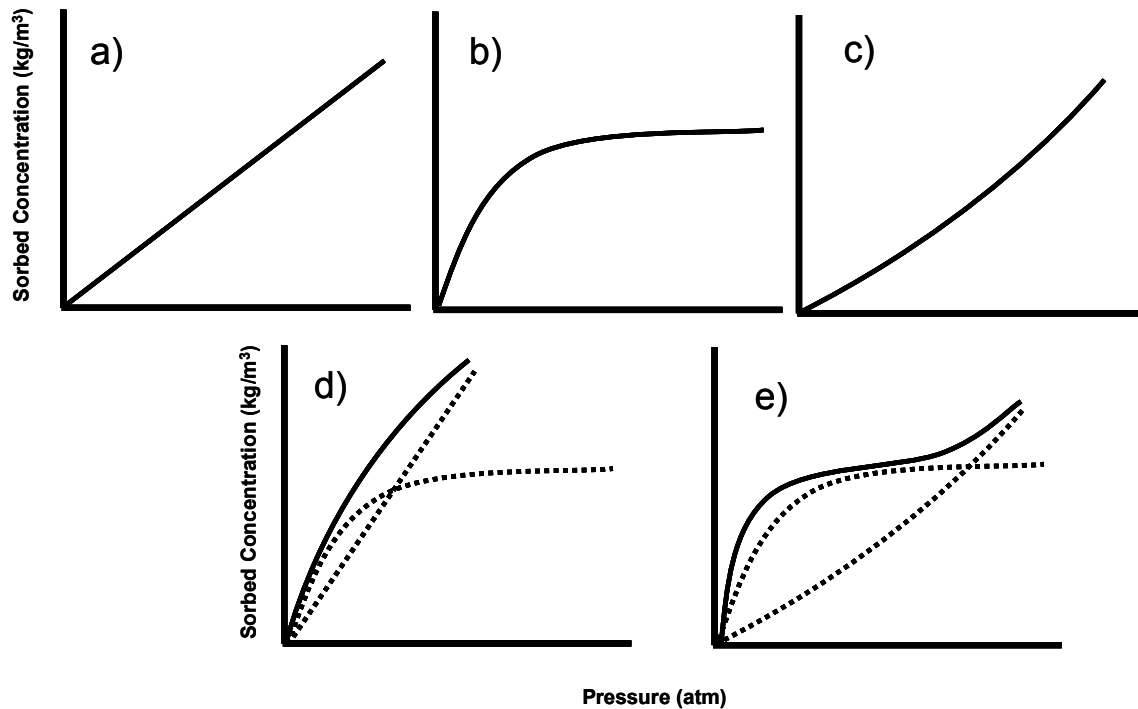 Sorbed Concentration (kg/m³)
a)
b)
c)
Sorbed Concentration (kg/m³)
d)
e)
Pressure (atm)